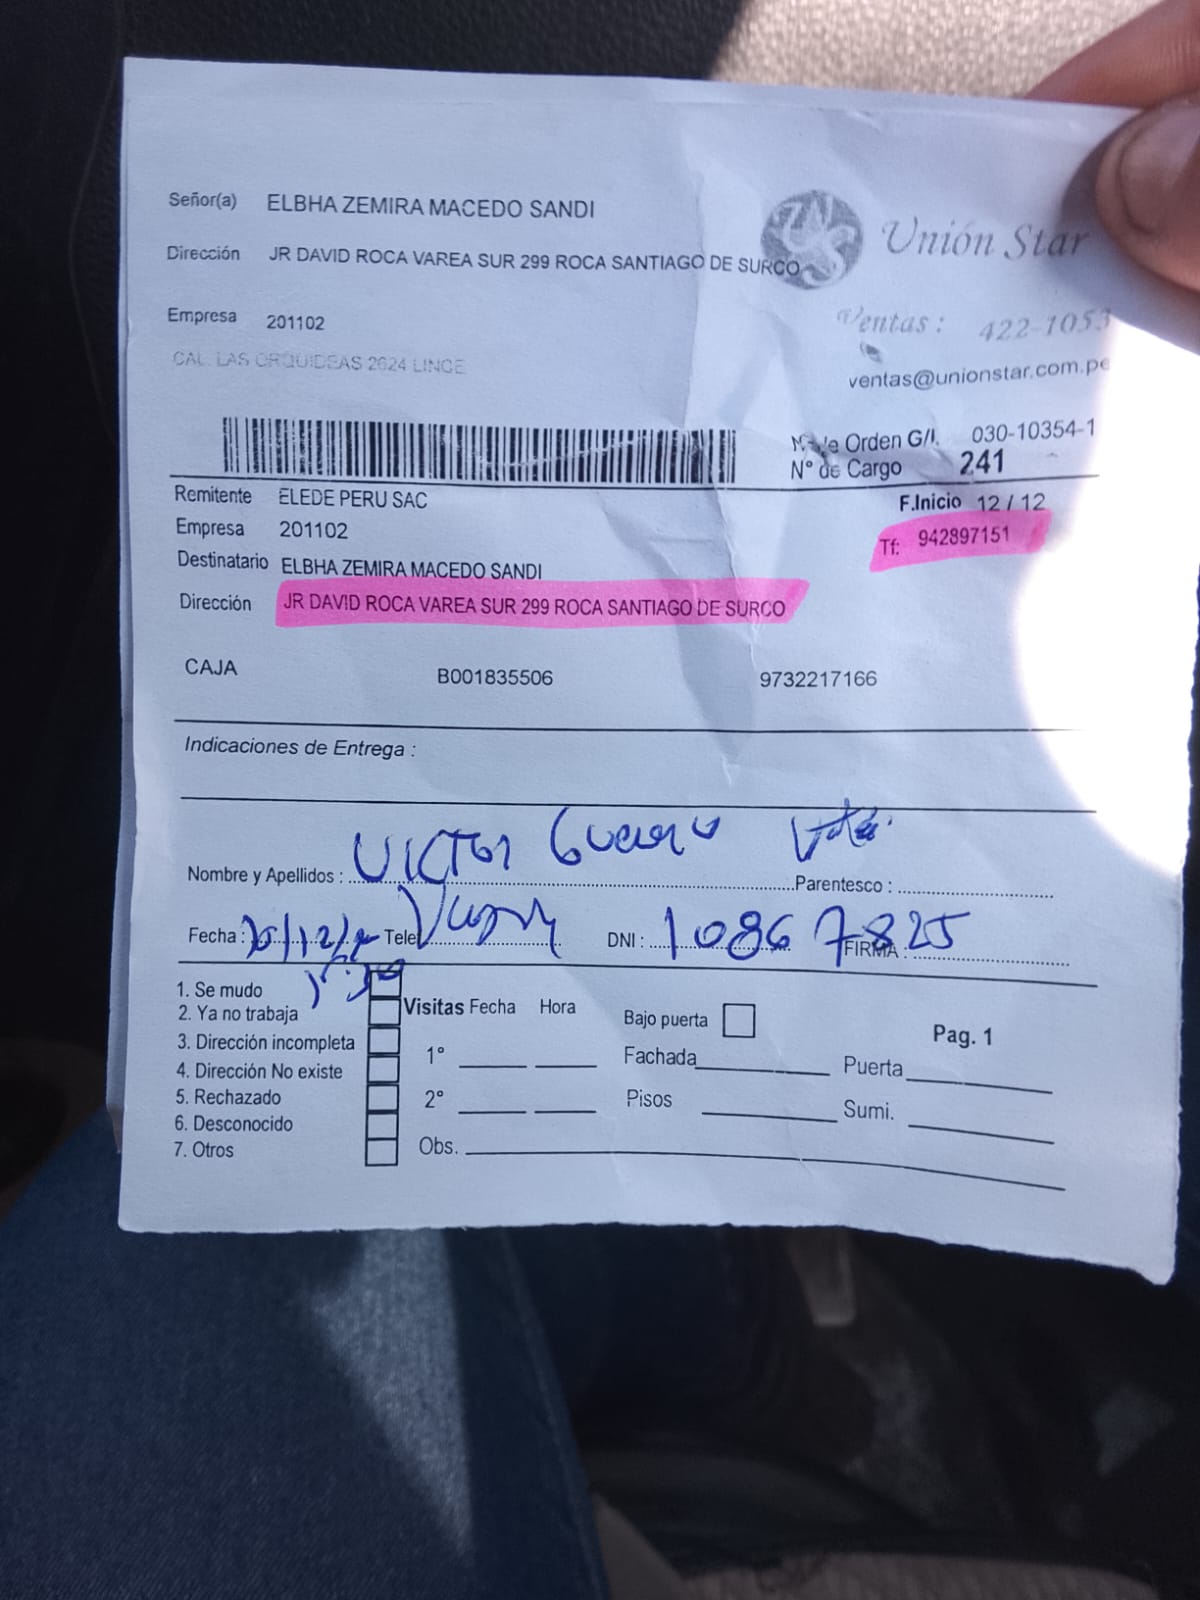 Señor(a) ELBHA ZEMIRA MACEDO SANDI
Dirección JR DAVID ROCA VAREA SUR 299 ROCA SANTIAGO DE SURCO
Unión Star
Empresa 201102
Ventas: 422-1053
CAL. LAS ORQUIDEAS 2624 LINCE
ventas@unionstar.com.pe
N° de Orden G/I. 030-10354-1
N° de Cargo 241
Remitente ELEDE PERU SAC
F.Inicio 12 / 12
Empresa 201102
Tf: 942897151
Destinatario ELBHA ZEMIRA MACEDO SANDI
Dirección JR DAVID ROCA VAREA SUR 299 ROCA SANTIAGO DE SURCO
CAJA B001835506 9732217166
Indicaciones de Entrega :
Nombre y Apellidos : VICTOR Parentesco :
Fecha : Tele DNI : 10867825 FIRMA :
1. Se mudo
2. Ya no trabaja
3. Dirección incompleta
4. Dirección No existe
5. Rechazado
6. Desconocido
7. Otros
Visitas Fecha Hora
1°
2°
Obs.
Bajo puerta
Fachada
Pisos
Pag. 1
Puerta
Sumi.